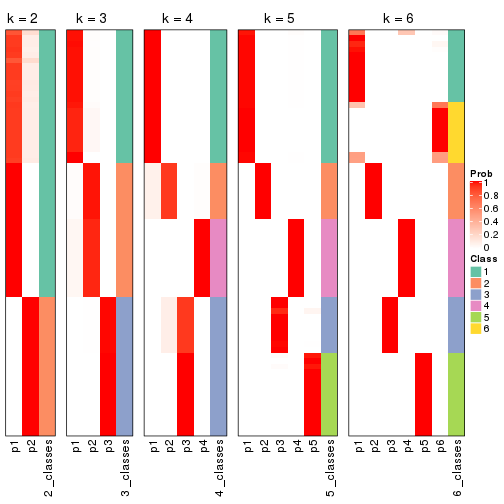 k = 2
k = 3
k = 4
k = 5
k = 6
Prob
1
0.8
0.6
0.4
0.2
0
Class
1
2
3
4
5
6
p1
p2
2_classes
p1
p2
p3
3_classes
p1
p2
p3
p4
4_classes
p1
p2
p3
p4
p5
5_classes
p1
p2
p3
p4
p5
p6
6_classes